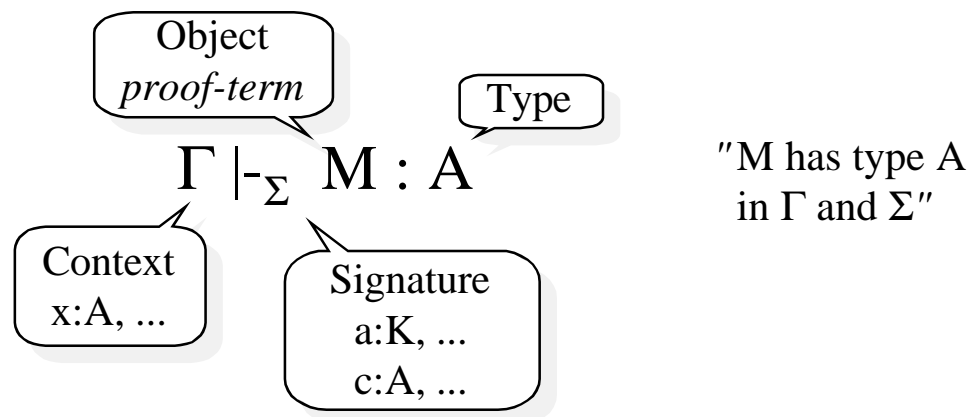 Object
proof-term
Type
Γ |-Σ M : A
"M has type A
in Γ and Σ"
Context
x:A, ...
Signature
a:K, ...
c:A, ...